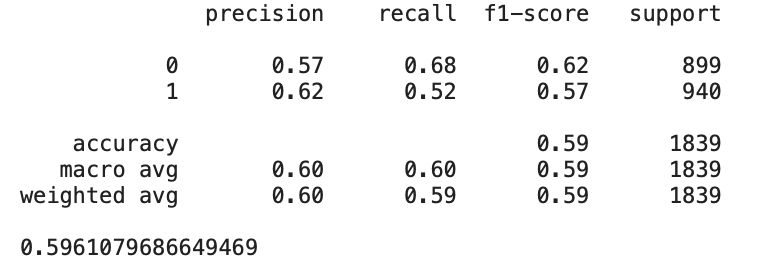 precision recall f1-score support
0 0.57 0.68 0.62 899
1 0.62 0.52 0.57 940
accuracy 0.59 1839
macro avg 0.60 0.60 0.59 1839
weighted avg 0.60 0.59 0.59 1839
0.5961079686649469